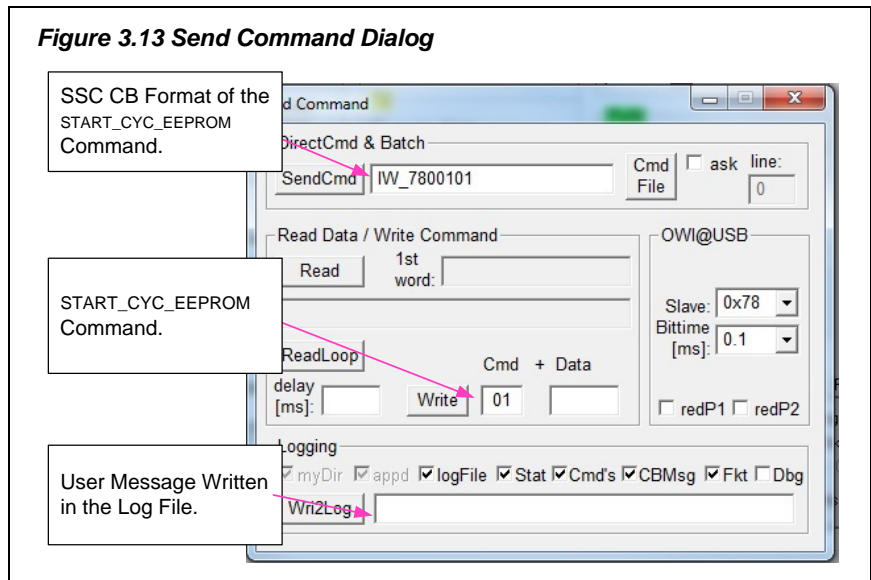 Figure 3.13 Send Command Dialog
SSC CB Format of the
START_CYC_EEPROM
Command.
d Command
DirectCmd & Batch
SendCmd IW_7800101 Cmd File ask line: 0
Read Data / Write Command
OWI@USB
Read 1st word:
START_CYC_EEPROM
Command.
Slave: 0x78
Bittime [ms]: 0.1
ReadLoop
Cmd + Data
delay [ms]: Write 01
redP1 redP2
Logging
myDir appd logFile Stat Cmd's CBMsg Fkt Dbg
User Message Written
in the Log File.
Wri2Log